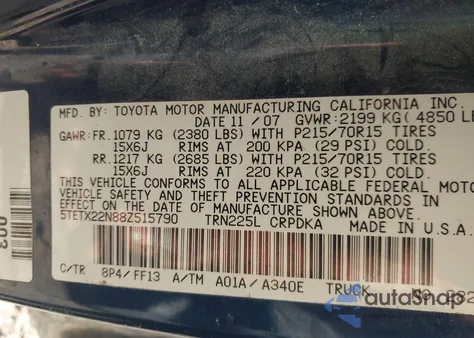 MFD. BY: TOYOTA MOTOR MANUFACTURING CALIFORNIA INC.
DATE 11 / 07 GVWR: 2199 KG( 4850 LB
GAWR: FR. 1079 KG (2380 LBS) WITH P215/70R15 TIRES
15X6J RIMS AT 200 KPA (29 PSI) COLD.
RR. 1217 KG (2685 LBS) WITH P215/70R15 TIRES
15X6J RIMS AT 220 KPA (32 PSI) COLD.
THIS VEHICLE CONFORMS TO ALL APPLICABLE FEDERAL MOTOR
VEHICLE SAFETY AND THEFT PREVENTION STANDARDS IN
EFFECT ON THE DATE OF MANUFACTURE SHOWN ABOVE.
5TETX22N88Z515790 TRN225L CRPDKA MADE IN U.S.A.
C/TR 8P4/FF13 A/TM A01A/A340E TRUCK
003
autoSnap